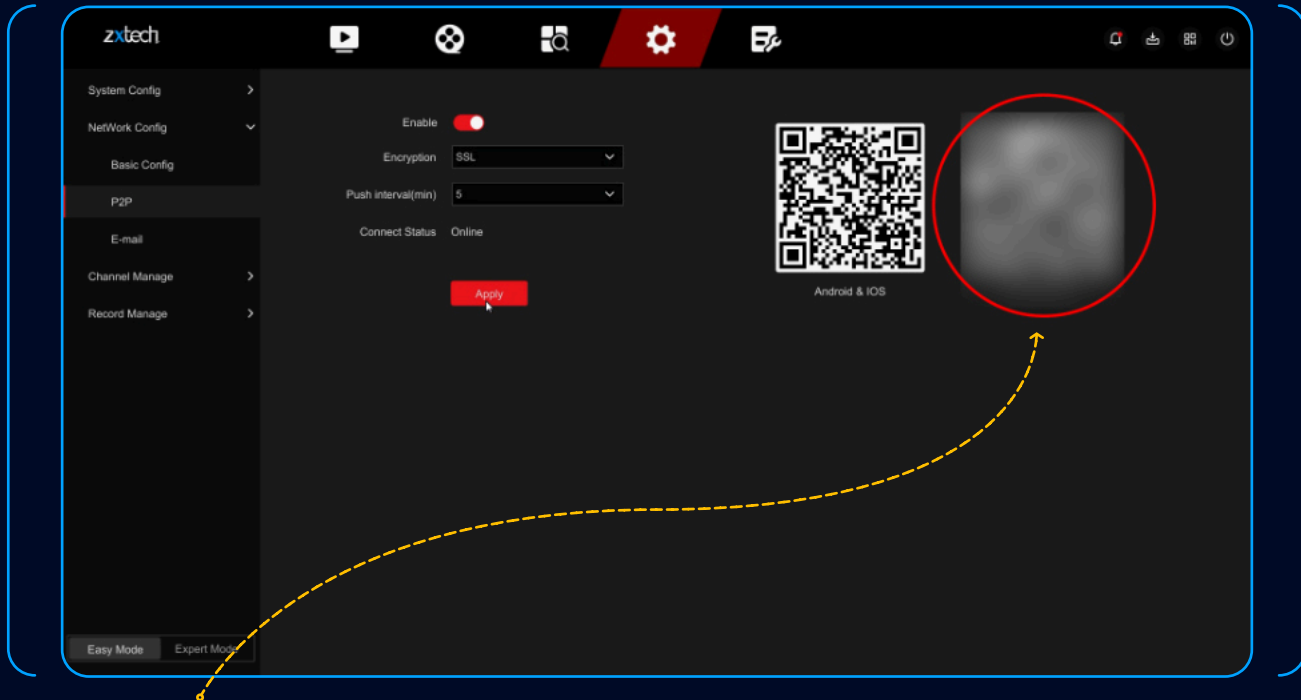 zxtech
System Config
NetWork Config
Basic Config
P2P
E-mail
Channel Manage
Record Manage
Easy Mode
Expert Mode
Enable
Encryption SSL
Push interval(min) 5
Connect Status Online
Apply
Android & IOS